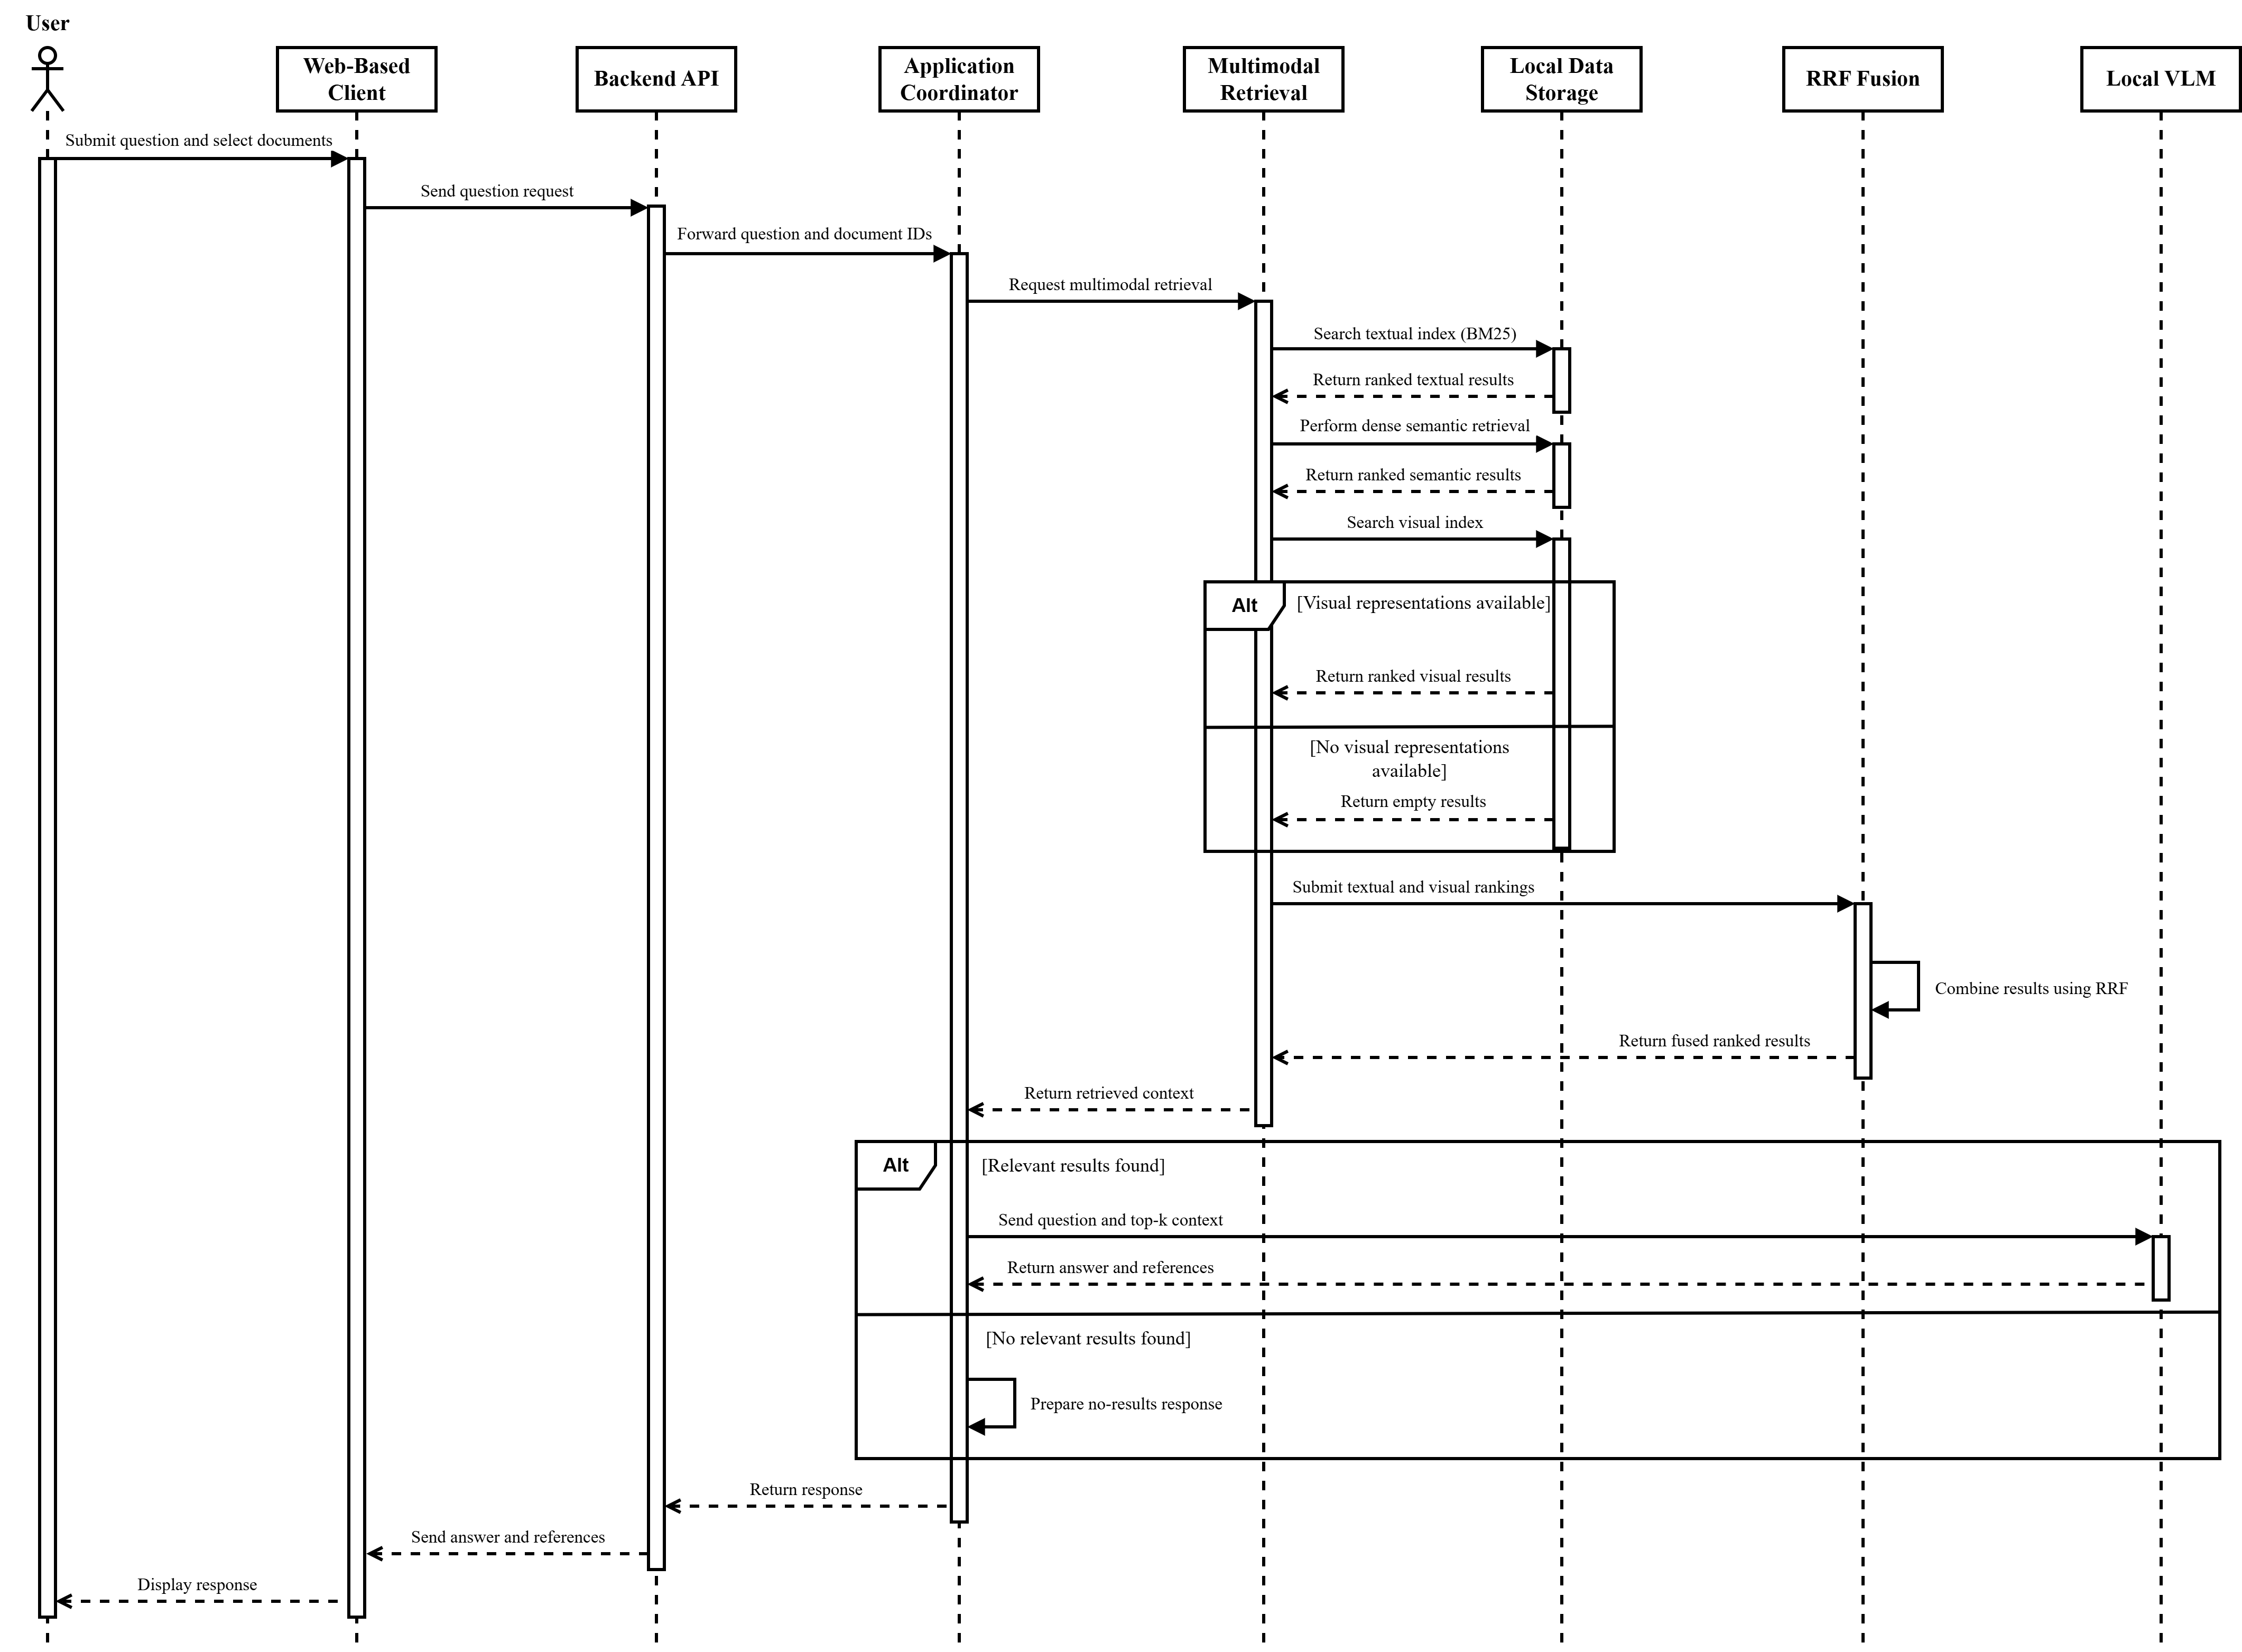 User
Web-Based
Client
Backend API
Application
Coordinator
Multimodal
Retrieval
Local Data
Storage
RRF Fusion
Local VLM
Submit question and select documents
Send question request
Forward question and document IDs
Request multimodal retrieval
Search textual index (BM25)
Return ranked textual results
Perform dense semantic retrieval
Return ranked semantic results
Search visual index
Alt
[Visual representations available]
Return ranked visual results
[No visual representations
available]
Return empty results
Submit textual and visual rankings
Combine results using RRF
Return fused ranked results
Return retrieved context
Alt
[Relevant results found]
Send question and top-k context
Return answer and references
[No relevant results found]
Prepare no-results response
Return response
Send answer and references
Display response